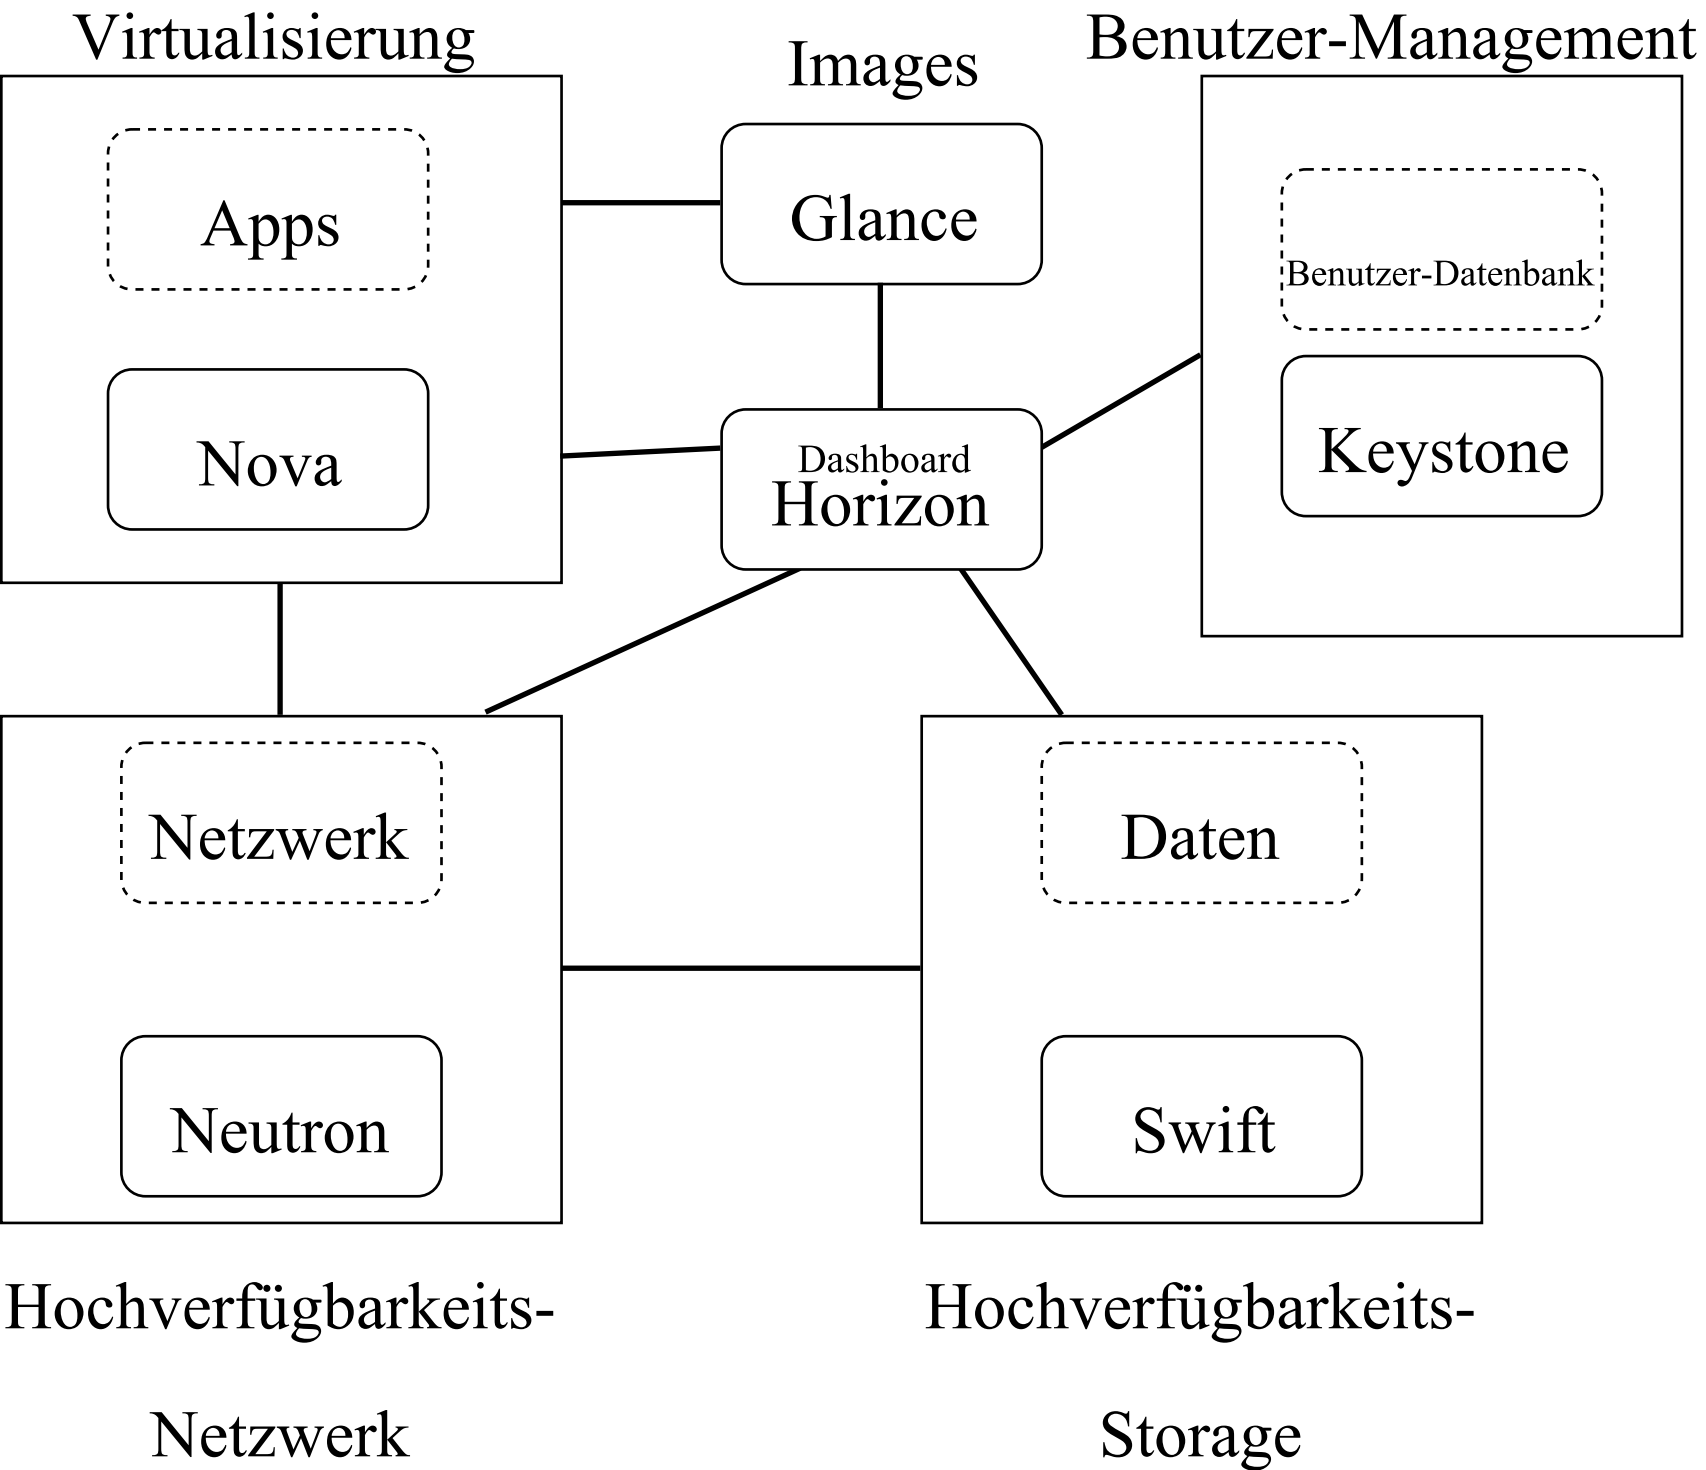 Virtualisierung
Images
Benutzer-Management
Apps
Glance
Benutzer-Datenbank
Nova
Dashboard
Horizon
Keystone
Netzwerk
Daten
Neutron
Swift
Hochverfügbarkeits-
Netzwerk
Hochverfügbarkeits-
Storage